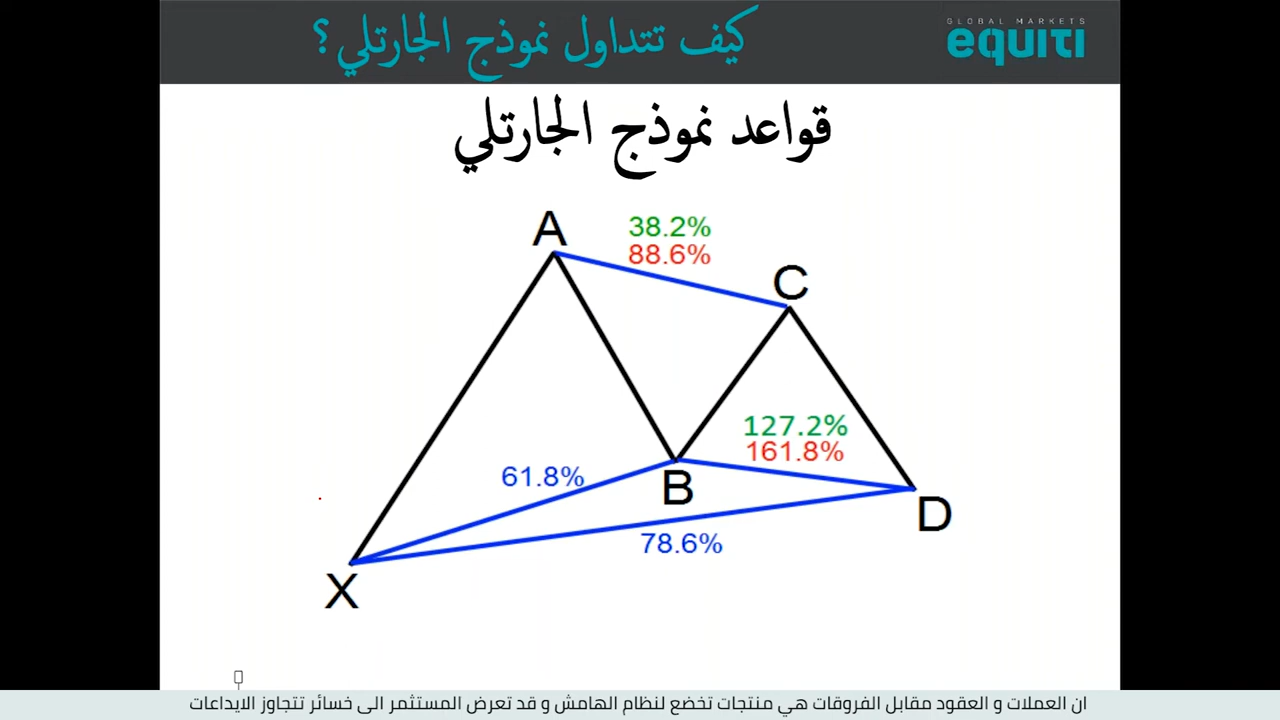 كيف تتداول نموذج الجارتلي؟
GLOBAL MARKETS
equiti
قواعد نموذج الجارتلي
A
38.2%
88.6%
C
127.2%
161.8%
61.8%
B
D
78.6%
X
ان العملات و العقود مقابل الفروقات هي منتجات تخضع لنظام الهامش و قد تعرض المستثمر الى خسائر تتجاوز الايداعات